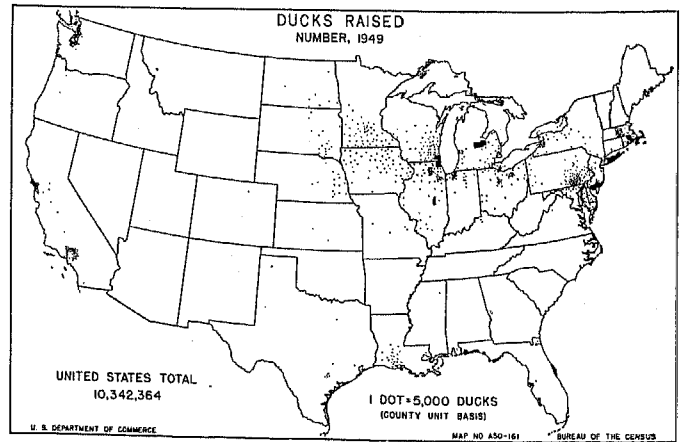 DUCKS RAISED
NUMBER, 1949
UNITED STATES TOTAL
10,342,364
1 DOT=5,000 DUCKS
(COUNTY UNIT BASIS)
U. S. DEPARTMENT OF COMMERCE
MAP NO A50-161
BUREAU OF THE CENSUS